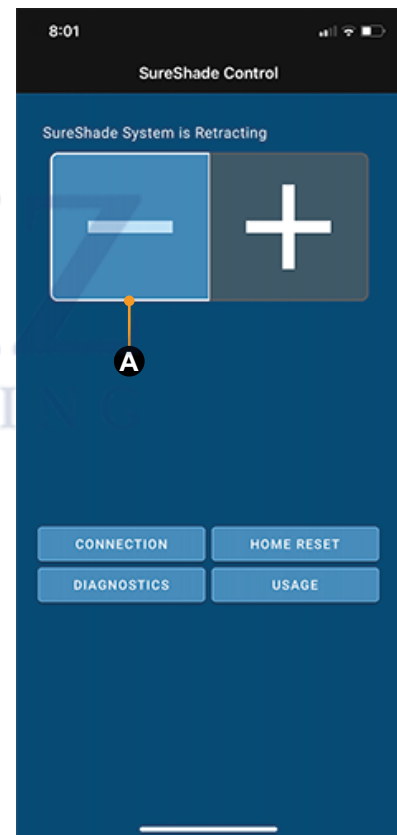 8:01
SureShade Control
SureShade System is Retracting
A
CONNECTION
HOME RESET
DIAGNOSTICS
USAGE